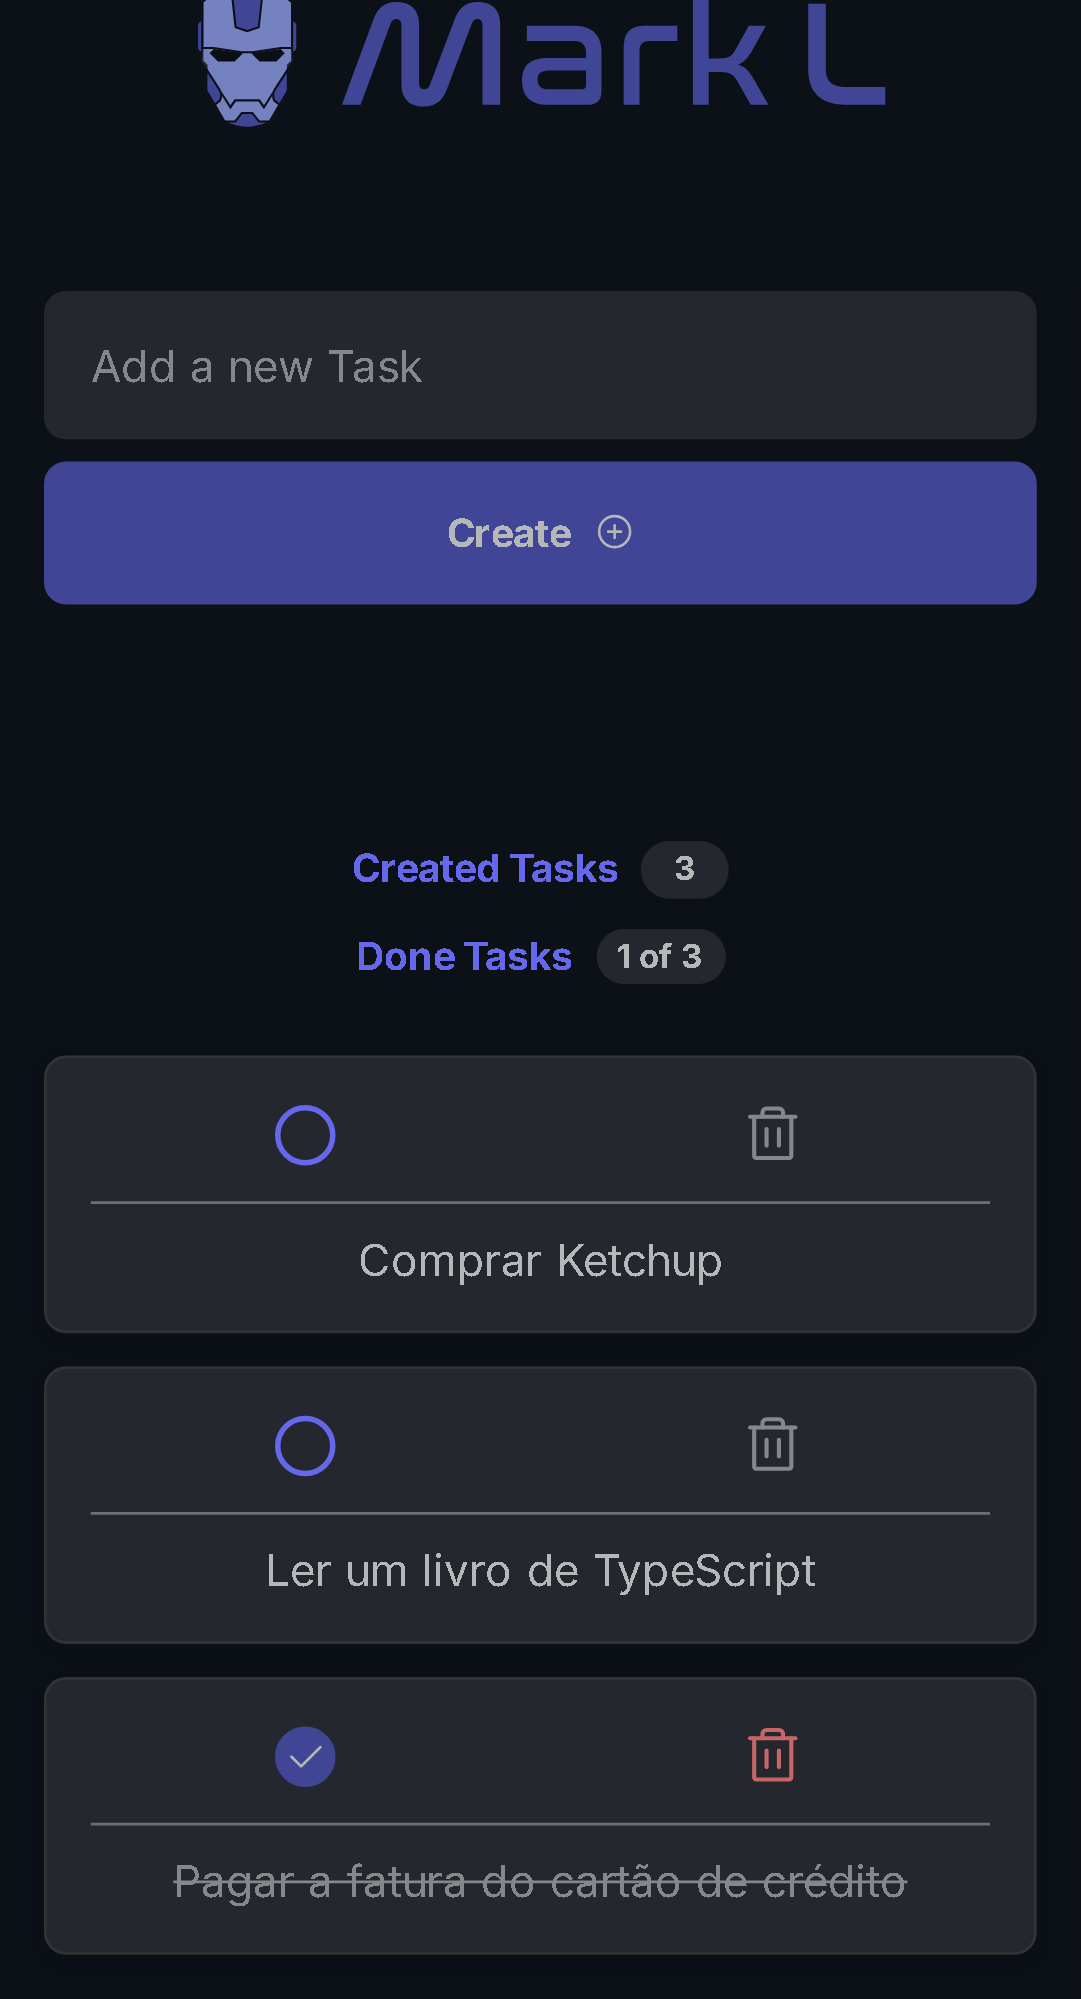 Mark L
Add a new Task
Create
Created Tasks 3
Done Tasks 1 of 3
Comprar Ketchup
Ler um livro de TypeScript
Pagar a fatura do cartão de crédito